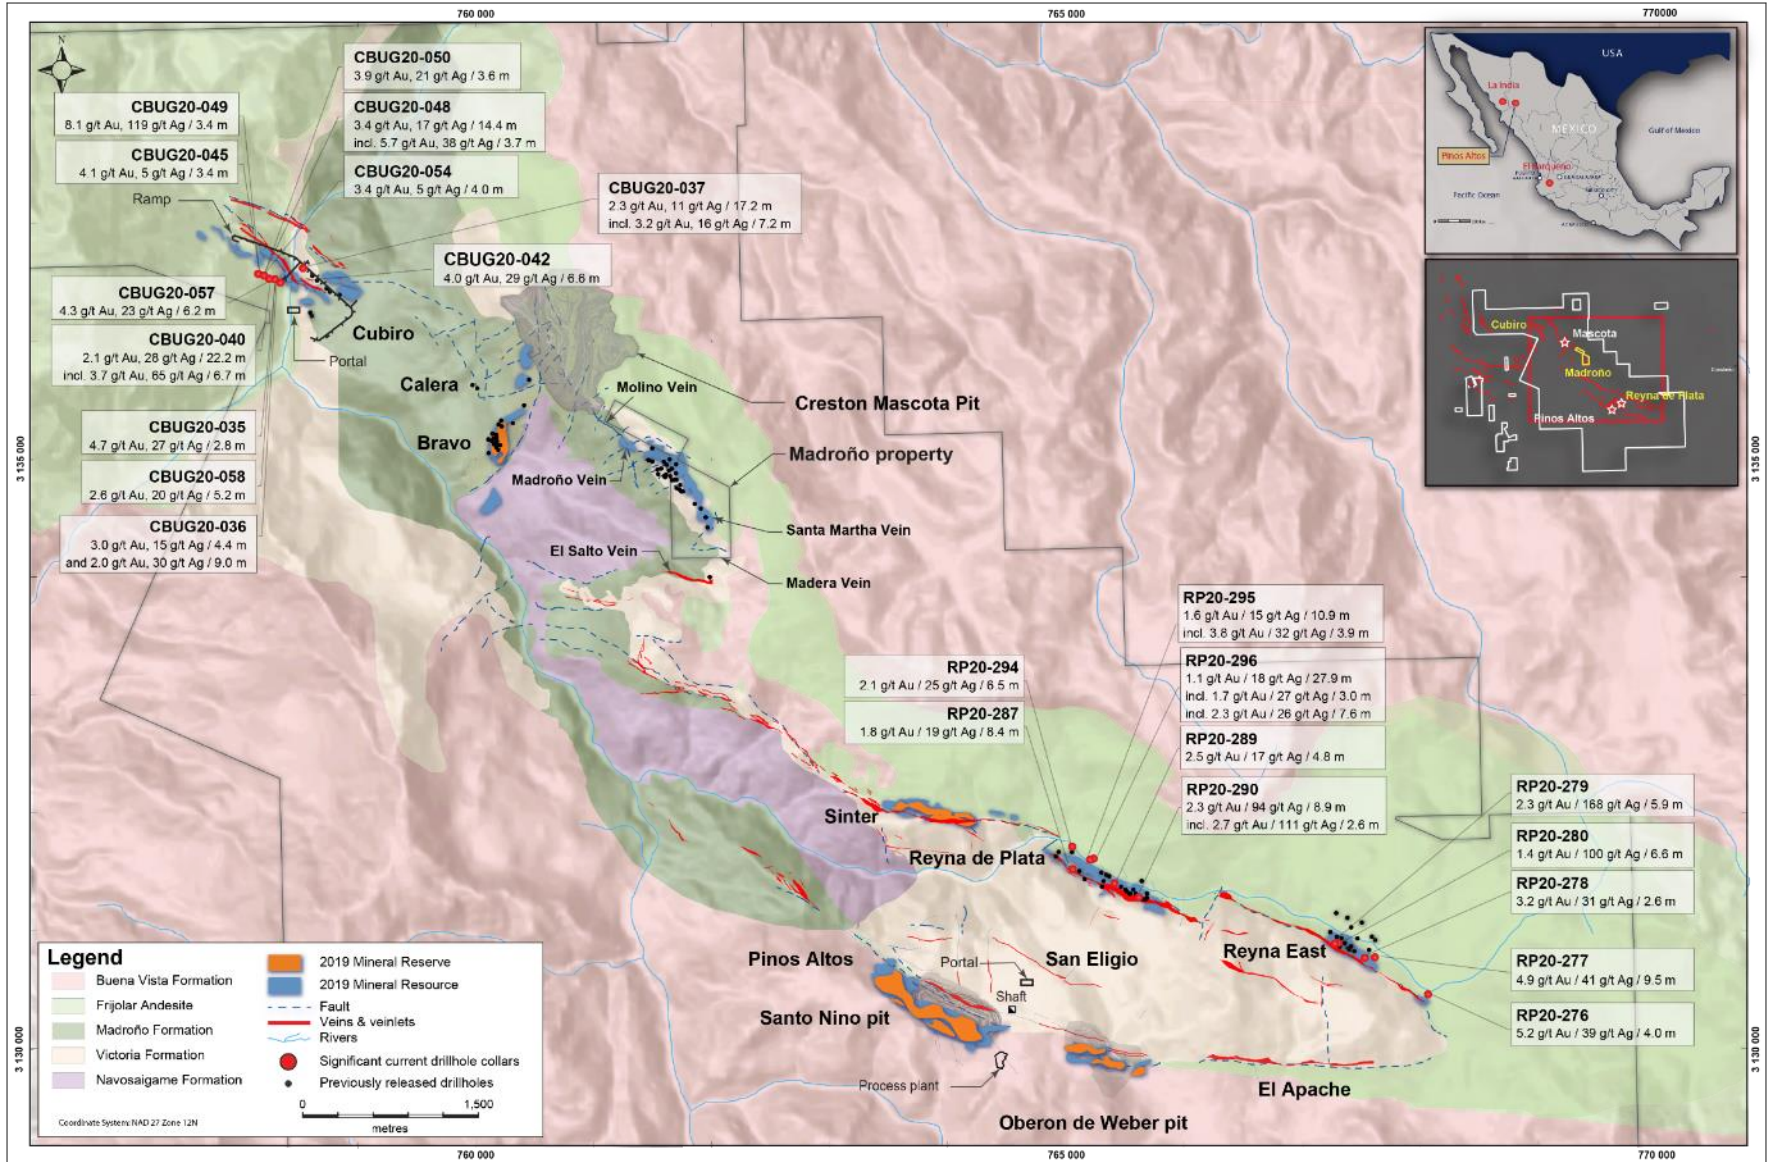 760 000
765 000
770000
N
CBUG20-050
3.9 g/t Au, 21 g/t Ag / 3.6 m
CBUG20-049
8.1 g/t Au, 119 g/t Ag / 3.4 m
CBUG20-048
3.4 g/t Au, 17 g/t Ag / 14.4 m
incl. 5.7 g/t Au, 38 g/t Ag / 3.7 m
CBUG20-045
4.1 g/t Au, 5 g/t Ag / 3.4 m
CBUG20-054
3.4 g/t Au, 5 g/t Ag / 4.0 m
Ramp
CBUG20-037
2.3 g/t Au, 11 g/t Ag / 17.2 m
incl. 3.2 g/t Au, 16 g/t Ag / 7.2 m
CBUG20-042
4.0 g/t Au, 29 g/t Ag / 6.6 m
CBUG20-057
4.3 g/t Au, 23 g/t Ag / 6.2 m
CBUG20-040
2.1 g/t Au, 28 g/t Ag / 22.2 m
incl. 3.7 g/t Au, 65 g/t Ag / 6.7 m
Cubiro
Portal
CBUG20-035
4.7 g/t Au, 27 g/t Ag / 2.8 m
CBUG20-058
2.6 g/t Au, 20 g/t Ag / 5.2 m
CBUG20-036
3.0 g/t Au, 15 g/t Ag / 4.4 m
and 2.0 g/t Au, 30 g/t Ag / 9.0 m
Calera
Bravo
Molino Vein
Creston Mascota Pit
Madroño property
Madroño Vein
Santa Martha Vein
El Salto Vein
Madera Vein
USA
La India
MÉXICO
Gulf of Mexico
Pinos Altos
Pacific Ocean
Cubiro
Mascota
Madroño
Reyna de Plata
Pinos Altos
3 135 000
3 135 000
RP20-295
1.6 g/t Au / 15 g/t Ag / 10.9 m
incl. 3.8 g/t Au / 32 g/t Ag / 3.9 m
RP20-294
2.1 g/t Au / 25 g/t Ag / 6.5 m
RP20-296
1.1 g/t Au / 18 g/t Ag / 27.9 m
incl. 1.7 g/t Au / 27 g/t Ag / 3.0 m
incl. 2.3 g/t Au / 26 g/t Ag / 7.6 m
RP20-287
1.8 g/t Au / 19 g/t Ag / 8.4 m
RP20-289
2.5 g/t Au / 17 g/t Ag / 4.8 m
RP20-290
2.3 g/t Au / 94 g/t Ag / 8.9 m
incl. 2.7 g/t Au / 111 g/t Ag / 2.6 m
RP20-279
2.3 g/t Au / 168 g/t Ag / 5.9 m
RP20-280
1.4 g/t Au / 100 g/t Ag / 6.6 m
RP20-278
3.2 g/t Au / 31 g/t Ag / 2.6 m
RP20-277
4.9 g/t Au / 41 g/t Ag / 9.5 m
RP20-276
5.2 g/t Au / 39 g/t Ag / 4.0 m
Sinter
Reyna de Plata
Reyna East
San Eligio
Pinos Altos
Portal
Shaft
Santo Nino pit
Process plant
El Apache
Oberon de Weber pit
Legend
Buena Vista Formation
Frijolar Andesite
Madroño Formation
Victoria Formation
Navosaigame Formation
2019 Mineral Reserve
2019 Mineral Resource
Fault
Veins & veinlets
Rivers
Significant current drillhole collars
Previously released drillholes
0
1,500
metres
Coordinate System: NAD 27 Zone 12N
3 130 000
3 130 000
760 000
765 000
770 000